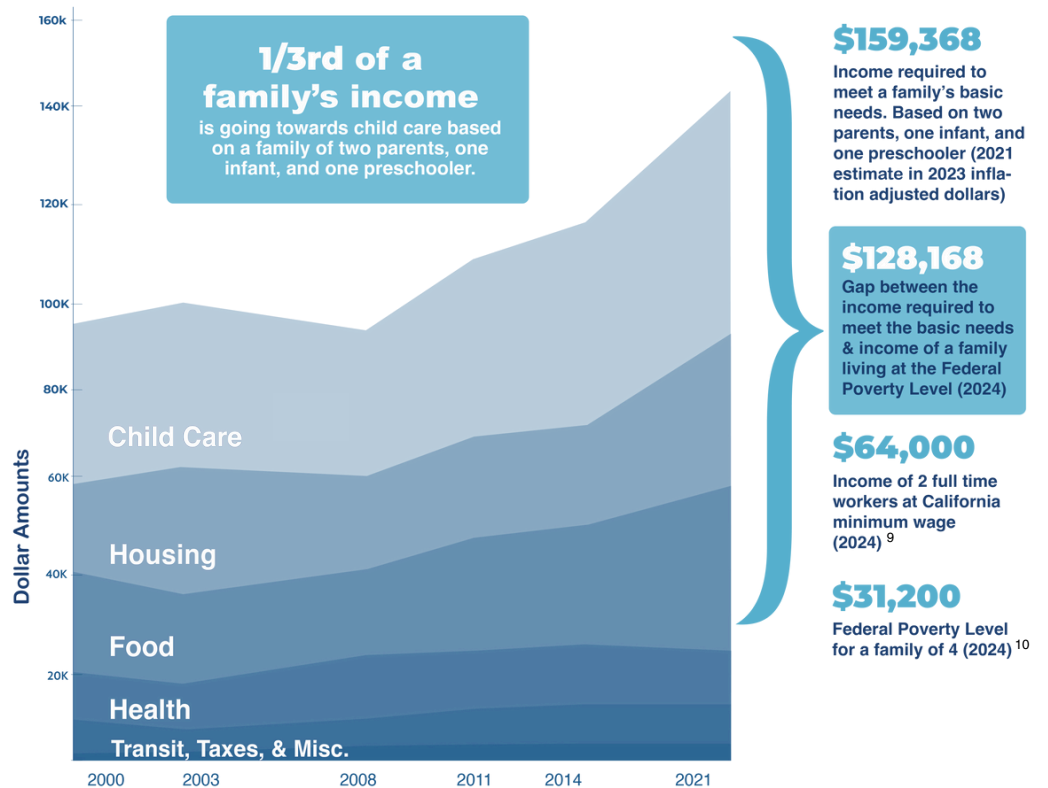 160k
140K
120K
100K
80K
60K
40K
20K
Dollar Amounts
1/3rd of a
family's income
is going towards child care based
on a family of two parents, one
infant, and one preschooler.
Child Care
Housing
Food
Health
Transit, Taxes, & Misc.
2000
2003
2008
2011
2014
2021
$159,368
Income required to
meet a family's basic
needs. Based on two
parents, one infant, and
one preschooler (2021
estimate in 2023 infla-
tion adjusted dollars)
$128,168
Gap between the
income required to
meet the basic needs
& income of a family
living at the Federal
Poverty Level (2024)
$64,000
Income of 2 full time
workers at California
minimum wage
(2024) 9
$31,200
Federal Poverty Level
for a family of 4 (2024) 10